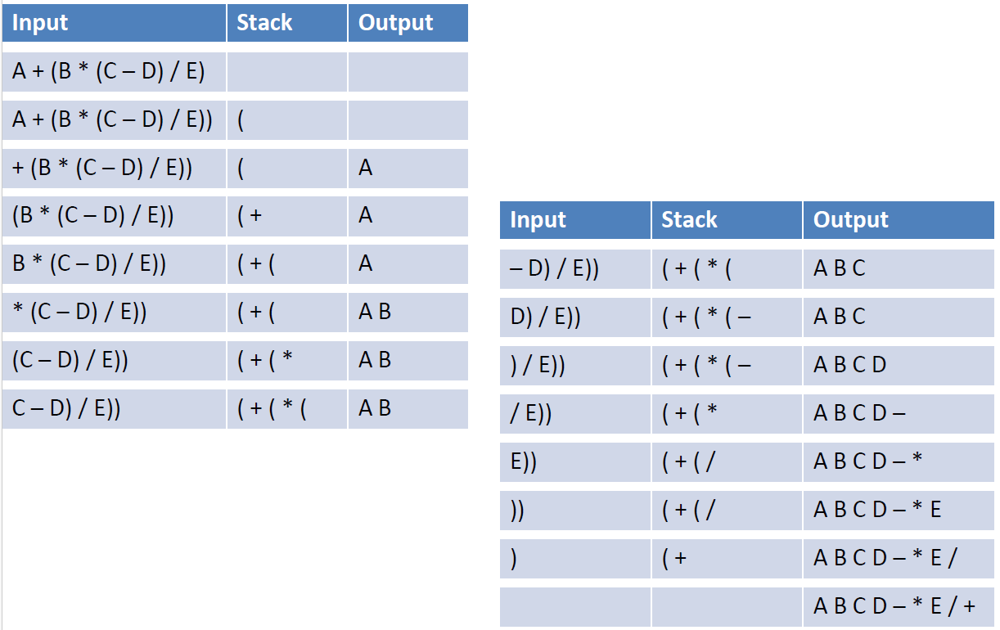 Input Stack Output
A + (B * (C – D) / E)
A + (B * (C – D) / E)) (
+ (B * (C – D) / E)) ( A
(B * (C – D) / E)) ( + A
B * (C – D) / E)) ( + ( A
* (C – D) / E)) ( + ( A B
(C – D) / E)) ( + ( * A B
C – D) / E)) ( + ( * ( A B
Input Stack Output
– D) / E)) ( + ( * ( A B C
D) / E)) ( + ( * ( – A B C
) / E)) ( + ( * ( – A B C D
/ E)) ( + ( * A B C D –
E)) ( + ( / A B C D – *
)) ( + ( / A B C D – * E
) ( + A B C D – * E /
A B C D – * E / +